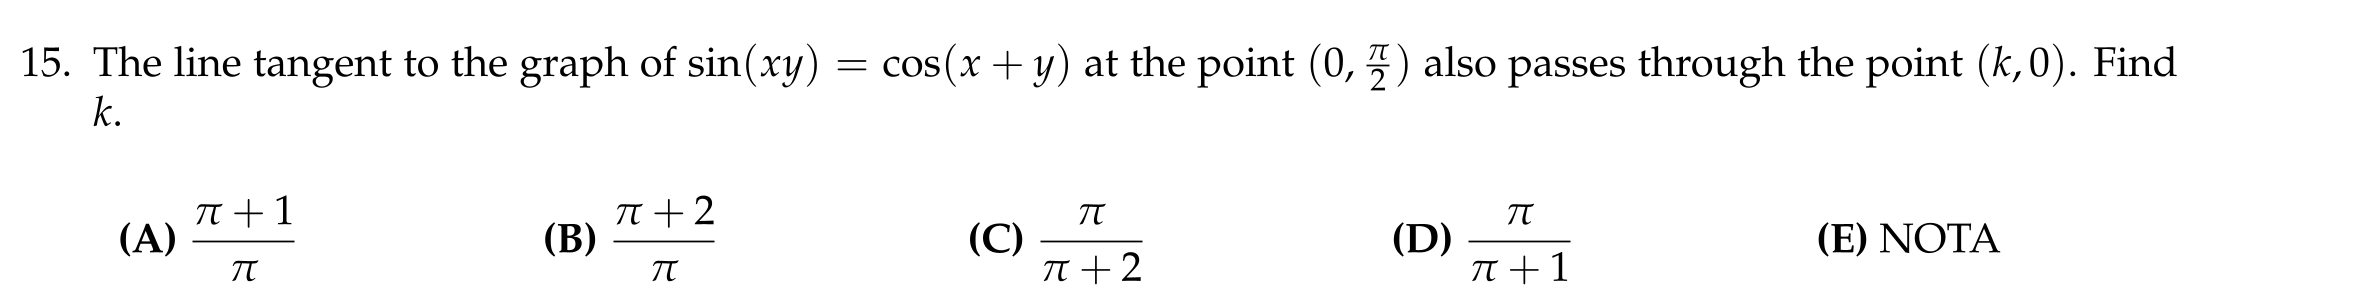 15. The line tangent to the graph of sin(xy) = cos(x + y) at the point (0, π/2) also passes through the point (k, 0). Find
k.
(A) (π + 1)/π (B) (π + 2)/π (C) π/(π + 2) (D) π/(π + 1) (E) NOTA